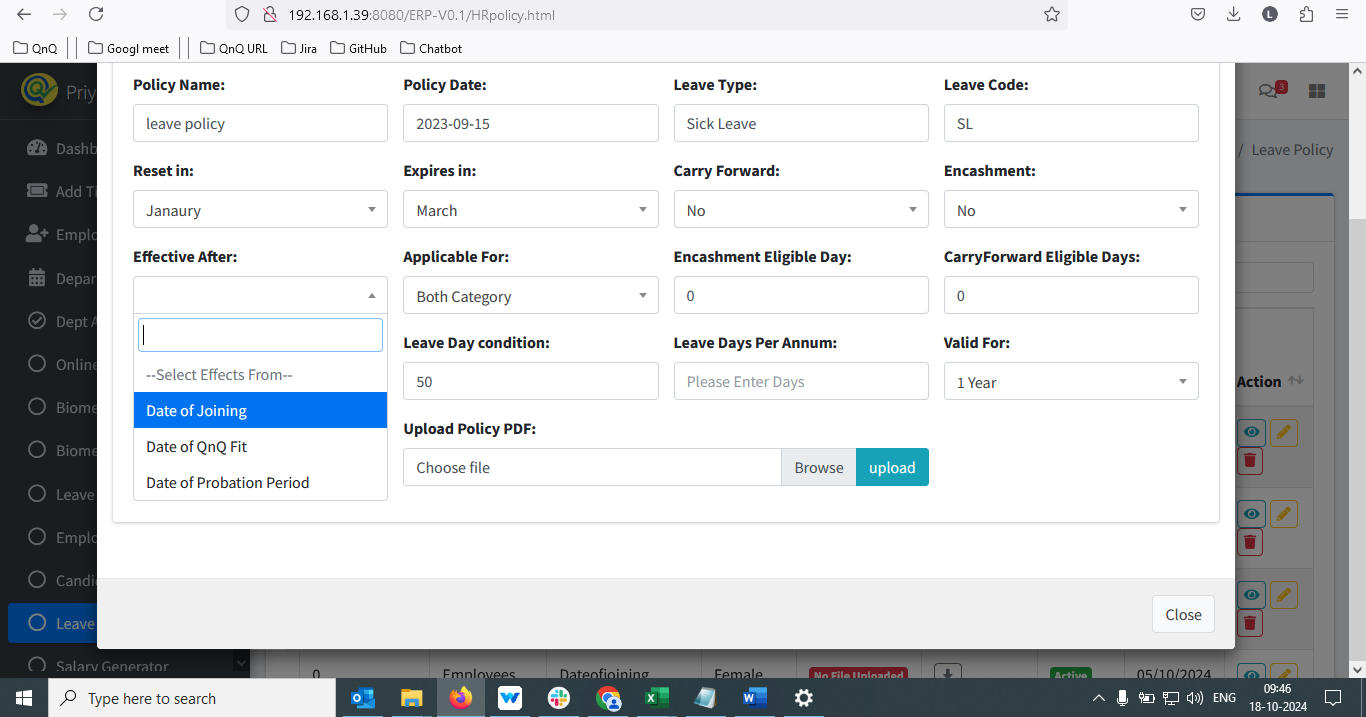 192.168.1.39:8080/ERP-V0.1/HRpolicy.html
L
QnQ
Googl meet
QnQ URL
Jira
GitHub
Chatbot
Priy
3
Policy Name:
Policy Date:
Leave Type:
Leave Code:
leave policy
2023-09-15
Sick Leave
SL
Dashb
/ Leave Policy
Reset in:
Expires in:
Carry Forward:
Encashment:
Add Ti
Janaury
March
No
No
Emplo
Effective After:
Applicable For:
Encashment Eligible Day:
CarryForward Eligible Days:
Depar
Both Category
0
0
Dept A
Leave Day condition:
Leave Days Per Annum:
Valid For:
Online
--Select Effects From--
50
Please Enter Days
1 Year
Action
Biome
Date of Joining
Upload Policy PDF:
Biome
Date of QnQ Fit
Choose file
Browse
upload
Date of Probation Period
Leave
Emplo
Candi
Leave
Close
Salary Generator
0
Employees
Dateofjoining
Female
No File Uploaded
Active
05/10/2024
Type here to search
ENG
09:46
18-10-2024